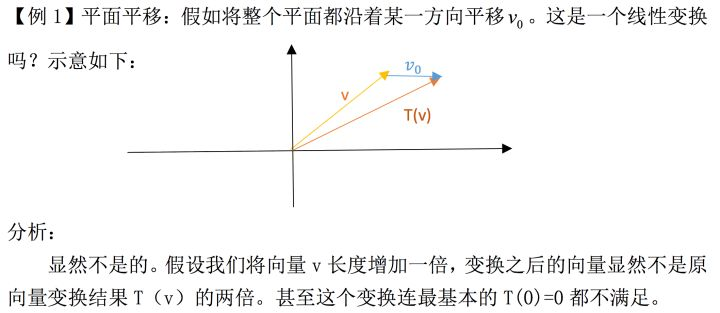 【例 1】平面平移：假如将整个平面都沿着某一方向平移 v₀。这是一个线性变换
吗？示意如下：
v₀
v
T(v)
分析：
显然不是的。假设我们将向量 v 长度增加一倍，变换之后的向量显然不是原
向量变换结果 T（v）的两倍。甚至这个变换连最基本的 T(0)=0 都不满足。